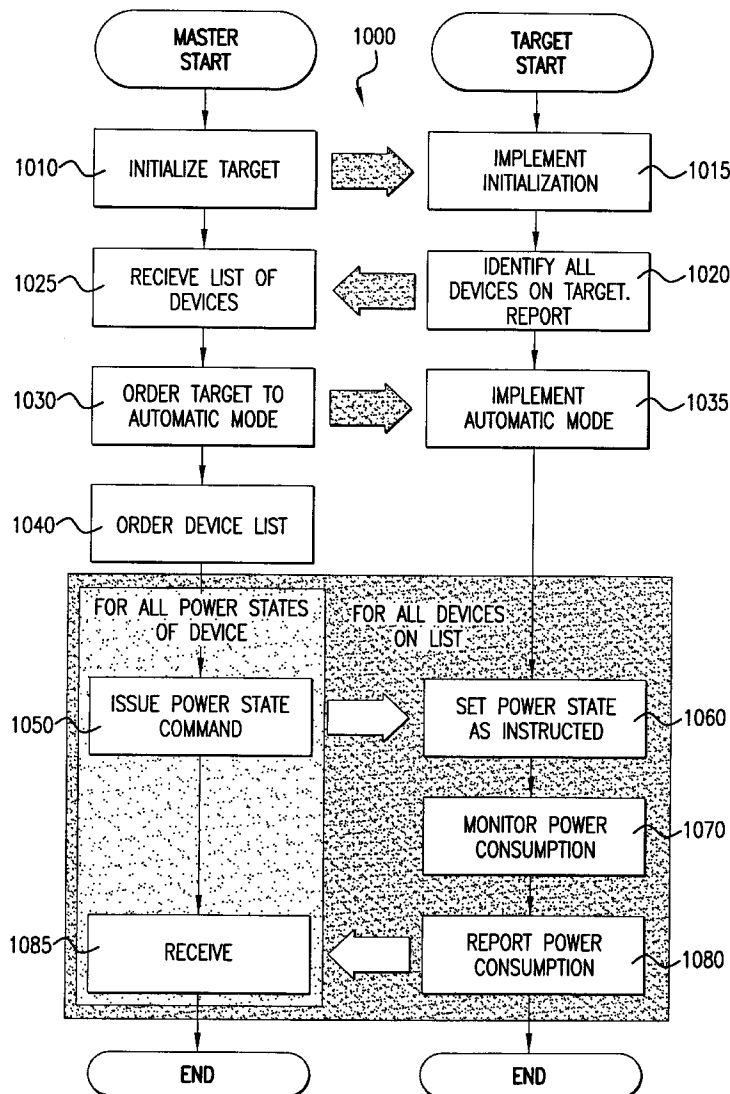 MASTER
START
1000
TARGET
START
1010
INITIALIZE TARGET
IMPLEMENT
INITIALIZATION
1015
1025
RECIEVE LIST OF
DEVICES
IDENTIFY ALL
DEVICES ON TARGET.
REPORT
1020
1030
ORDER TARGET TO
AUTOMATIC MODE
IMPLEMENT
AUTOMATIC MODE
1035
1040
ORDER DEVICE LIST
FOR ALL POWER STATES
OF DEVICE
FOR ALL DEVICES
ON LIST
1050
ISSUE POWER STATE
COMMAND
SET POWER STATE
AS INSTRUCTED
1060
MONITOR POWER
CONSUMPTION
1070
1085
RECEIVE
REPORT POWER
CONSUMPTION
1080
END
END